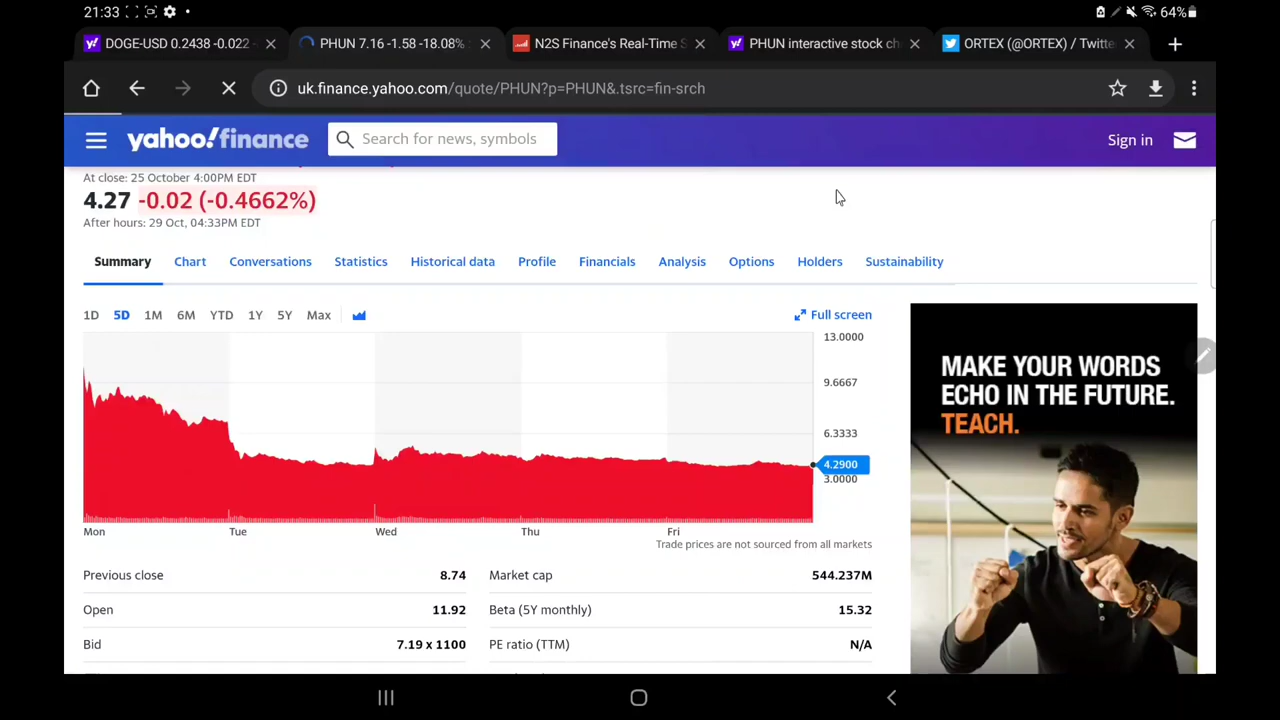 21:33
64%
DOGE-USD 0.2438 -0.022
PHUN 7.16 -1.58 -18.08%
N2S Finance's Real-Time S
PHUN interactive stock ch
ORTEX (@ORTEX) / Twitte
uk.finance.yahoo.com/quote/PHUN?p=PHUN&.tsrc=fin-srch
yahoo!finance
Search for news, symbols
Sign in
At close: 25 October 4:00PM EDT
4.27 -0.02 (-0.4662%)
After hours: 29 Oct, 04:33PM EDT
Summary Chart Conversations Statistics Historical data Profile Financials Analysis Options Holders Sustainability
1D 5D 1M 6M YTD 1Y 5Y Max
Full screen
13.0000
9.6667
6.3333
4.2900
3.0000
Mon Tue Wed Thu Fri
Trade prices are not sourced from all markets
Previous close 8.74
Open 11.92
Bid 7.19 x 1100
Market cap 544.237M
Beta (5Y monthly) 15.32
PE ratio (TTM) N/A
MAKE YOUR WORDS
ECHO IN THE FUTURE.
TEACH.